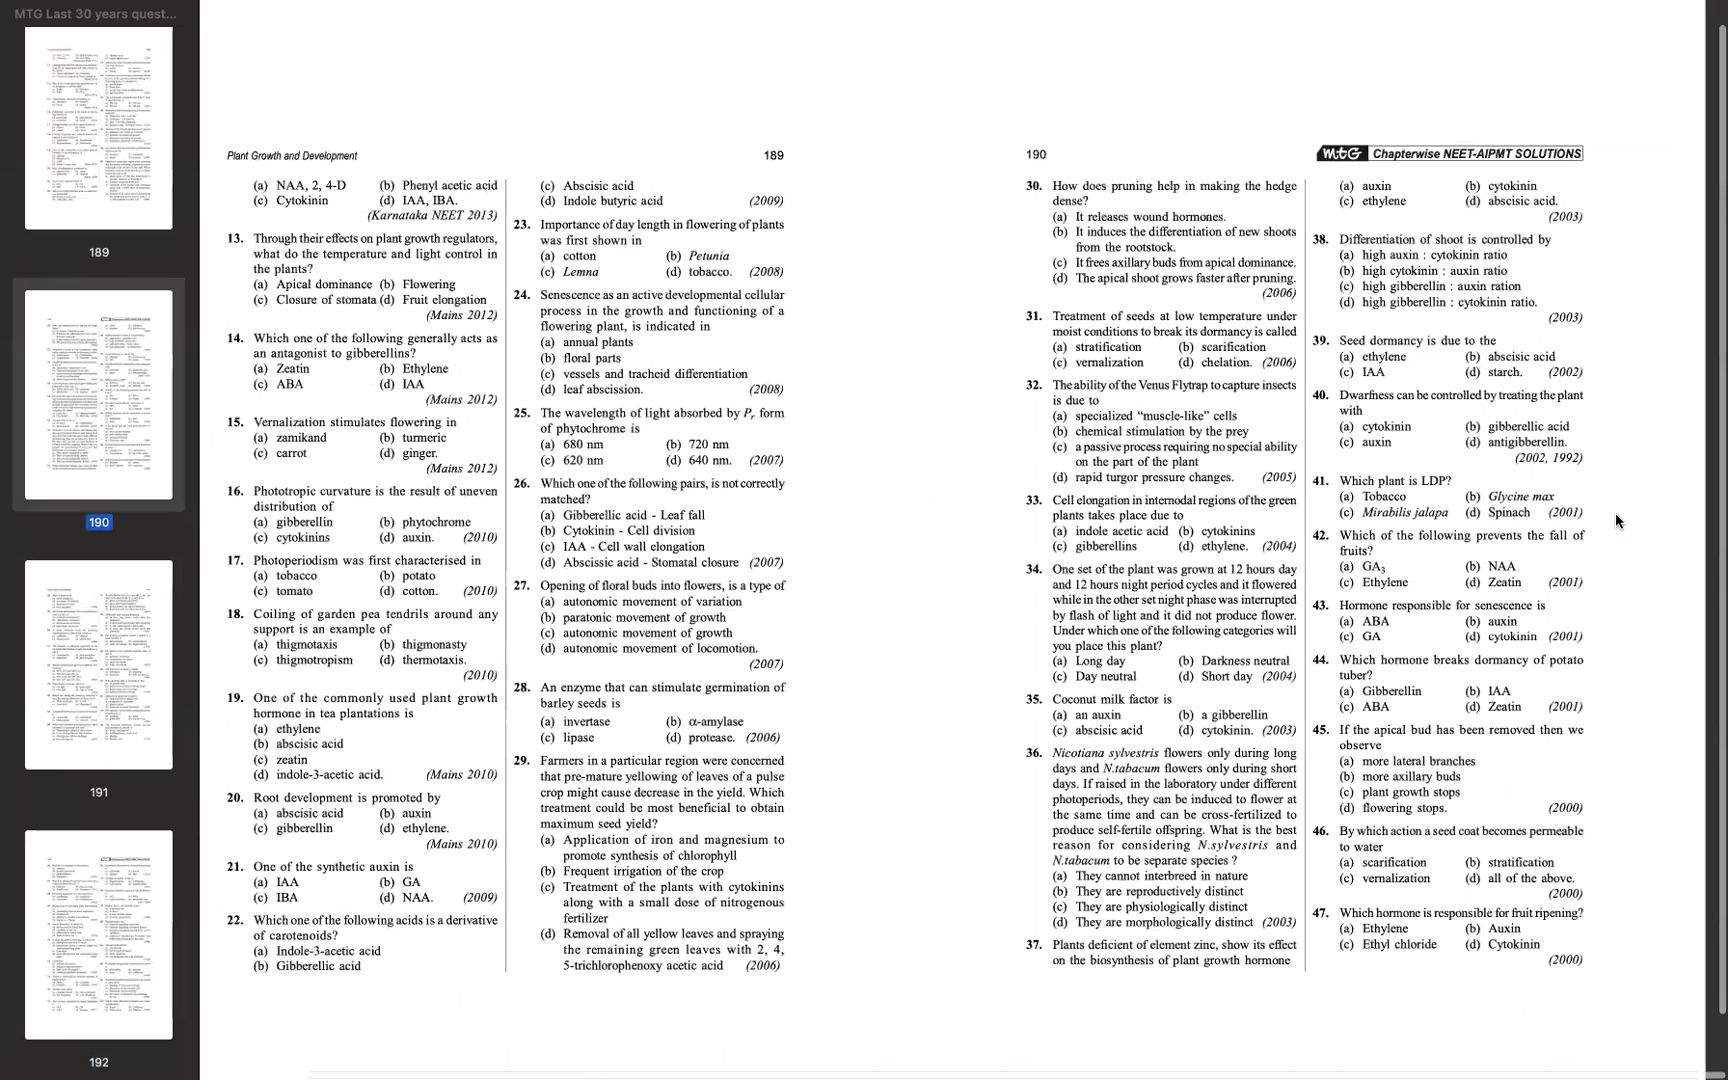 MTG Last 30 years quest...
189
190
191
192
Plant Growth and Development
189
(a) NAA, 2, 4-D (b) Phenyl acetic acid
(c) Cytokinin (d) IAA, IBA.
(Karnataka NEET 2013)
13. Through their effects on plant growth regulators,
what do the temperature and light control in
the plants?
(a) Apical dominance (b) Flowering
(c) Closure of stomata (d) Fruit elongation
(Mains 2012)
14. Which one of the following generally acts as
an antagonist to gibberellins?
(a) Zeatin (b) Ethylene
(c) ABA (d) IAA
(Mains 2012)
15. Vernalization stimulates flowering in
(a) zamikand (b) turmeric
(c) carrot (d) ginger.
(Mains 2012)
16. Phototropic curvature is the result of uneven
distribution of
(a) gibberellin (b) phytochrome
(c) cytokinins (d) auxin. (2010)
17. Photoperiodism was first characterised in
(a) tobacco (b) potato
(c) tomato (d) cotton. (2010)
18. Coiling of garden pea tendrils around any
support is an example of
(a) thigmotaxis (b) thigmonasty
(c) thigmotropism (d) thermotaxis.
(2010)
19. One of the commonly used plant growth
hormone in tea plantations is
(a) ethylene
(b) abscisic acid
(c) zeatin
(d) indole-3-acetic acid. (Mains 2010)
20. Root development is promoted by
(a) abscisic acid (b) auxin
(c) gibberellin (d) ethylene.
(Mains 2010)
21. One of the synthetic auxin is
(a) IAA (b) GA
(c) IBA (d) NAA. (2009)
22. Which one of the following acids is a derivative
of carotenoids?
(a) Indole-3-acetic acid
(b) Gibberellic acid
(c) Abscisic acid
(d) Indole butyric acid (2009)
23. Importance of day length in flowering of plants
was first shown in
(a) cotton (b) Petunia
(c) Lemna (d) tobacco. (2008)
24. Senescence as an active developmental cellular
process in the growth and functioning of a
flowering plant, is indicated in
(a) annual plants
(b) floral parts
(c) vessels and tracheid differentiation
(d) leaf abscission. (2008)
25. The wavelength of light absorbed by Pr form
of phytochrome is
(a) 680 nm (b) 720 nm
(c) 620 nm (d) 640 nm. (2007)
26. Which one of the following pairs, is not correctly
matched?
(a) Gibberellic acid - Leaf fall
(b) Cytokinin - Cell division
(c) IAA - Cell wall elongation
(d) Abscissic acid - Stomatal closure (2007)
27. Opening of floral buds into flowers, is a type of
(a) autonomic movement of variation
(b) paratonic movement of growth
(c) autonomic movement of growth
(d) autonomic movement of locomotion.
(2007)
28. An enzyme that can stimulate germination of
barley seeds is
(a) invertase (b) α-amylase
(c) lipase (d) protease. (2006)
29. Farmers in a particular region were concerned
that pre-mature yellowing of leaves of a pulse
crop might cause decrease in the yield. Which
treatment could be most beneficial to obtain
maximum seed yield?
(a) Application of iron and magnesium to
promote synthesis of chlorophyll
(b) Frequent irrigation of the crop
(c) Treatment of the plants with cytokinins
along with a small dose of nitrogenous
fertilizer
(d) Removal of all yellow leaves and spraying
the remaining green leaves with 2, 4,
5-trichlorophenoxy acetic acid (2006)
190
mtG Chapterwise NEET-AIPMT SOLUTIONS
30. How does pruning help in making the hedge
dense?
(a) It releases wound hormones.
(b) It induces the differentiation of new shoots
from the rootstock.
(c) It frees axillary buds from apical dominance.
(d) The apical shoot grows faster after pruning.
(2006)
31. Treatment of seeds at low temperature under
moist conditions to break its dormancy is called
(a) stratification (b) scarification
(c) vernalization (d) chelation. (2006)
32. The ability of the Venus Flytrap to capture insects
is due to
(a) specialized “muscle-like” cells
(b) chemical stimulation by the prey
(c) a passive process requiring no special ability
on the part of the plant
(d) rapid turgor pressure changes. (2005)
33. Cell elongation in internodal regions of the green
plants takes place due to
(a) indole acetic acid (b) cytokinins
(c) gibberellins (d) ethylene. (2004)
34. One set of the plant was grown at 12 hours day
and 12 hours night period cycles and it flowered
while in the other set night phase was interrupted
by flash of light and it did not produce flower.
Under which one of the following categories will
you place this plant?
(a) Long day (b) Darkness neutral
(c) Day neutral (d) Short day (2004)
35. Coconut milk factor is
(a) an auxin (b) a gibberellin
(c) abscisic acid (d) cytokinin. (2003)
36. Nicotiana sylvestris flowers only during long
days and N.tabacum flowers only during short
days. If raised in the laboratory under different
photoperiods, they can be induced to flower at
the same time and can be cross-fertilized to
produce self-fertile offspring. What is the best
reason for considering N.sylvestris and
N.tabacum to be separate species ?
(a) They cannot interbreed in nature
(b) They are reproductively distinct
(c) They are physiologically distinct
(d) They are morphologically distinct (2003)
37. Plants deficient of element zinc, show its effect
on the biosynthesis of plant growth hormone
(a) auxin (b) cytokinin
(c) ethylene (d) abscisic acid.
(2003)
38. Differentiation of shoot is controlled by
(a) high auxin : cytokinin ratio
(b) high cytokinin : auxin ratio
(c) high gibberellin : auxin ration
(d) high gibberellin : cytokinin ratio.
(2003)
39. Seed dormancy is due to the
(a) ethylene (b) abscisic acid
(c) IAA (d) starch. (2002)
40. Dwarfness can be controlled by treating the plant
with
(a) cytokinin (b) gibberellic acid
(c) auxin (d) antigibberellin.
(2002, 1992)
41. Which plant is LDP?
(a) Tobacco (b) Glycine max
(c) Mirabilis jalapa (d) Spinach (2001)
42. Which of the following prevents the fall of
fruits?
(a) GA3 (b) NAA
(c) Ethylene (d) Zeatin (2001)
43. Hormone responsible for senescence is
(a) ABA (b) auxin
(c) GA (d) cytokinin (2001)
44. Which hormone breaks dormancy of potato
tuber?
(a) Gibberellin (b) IAA
(c) ABA (d) Zeatin (2001)
45. If the apical bud has been removed then we
observe
(a) more lateral branches
(b) more axillary buds
(c) plant growth stops
(d) flowering stops. (2000)
46. By which action a seed coat becomes permeable
to water
(a) scarification (b) stratification
(c) vernalization (d) all of the above.
(2000)
47. Which hormone is responsible for fruit ripening?
(a) Ethylene (b) Auxin
(c) Ethyl chloride (d) Cytokinin
(2000)